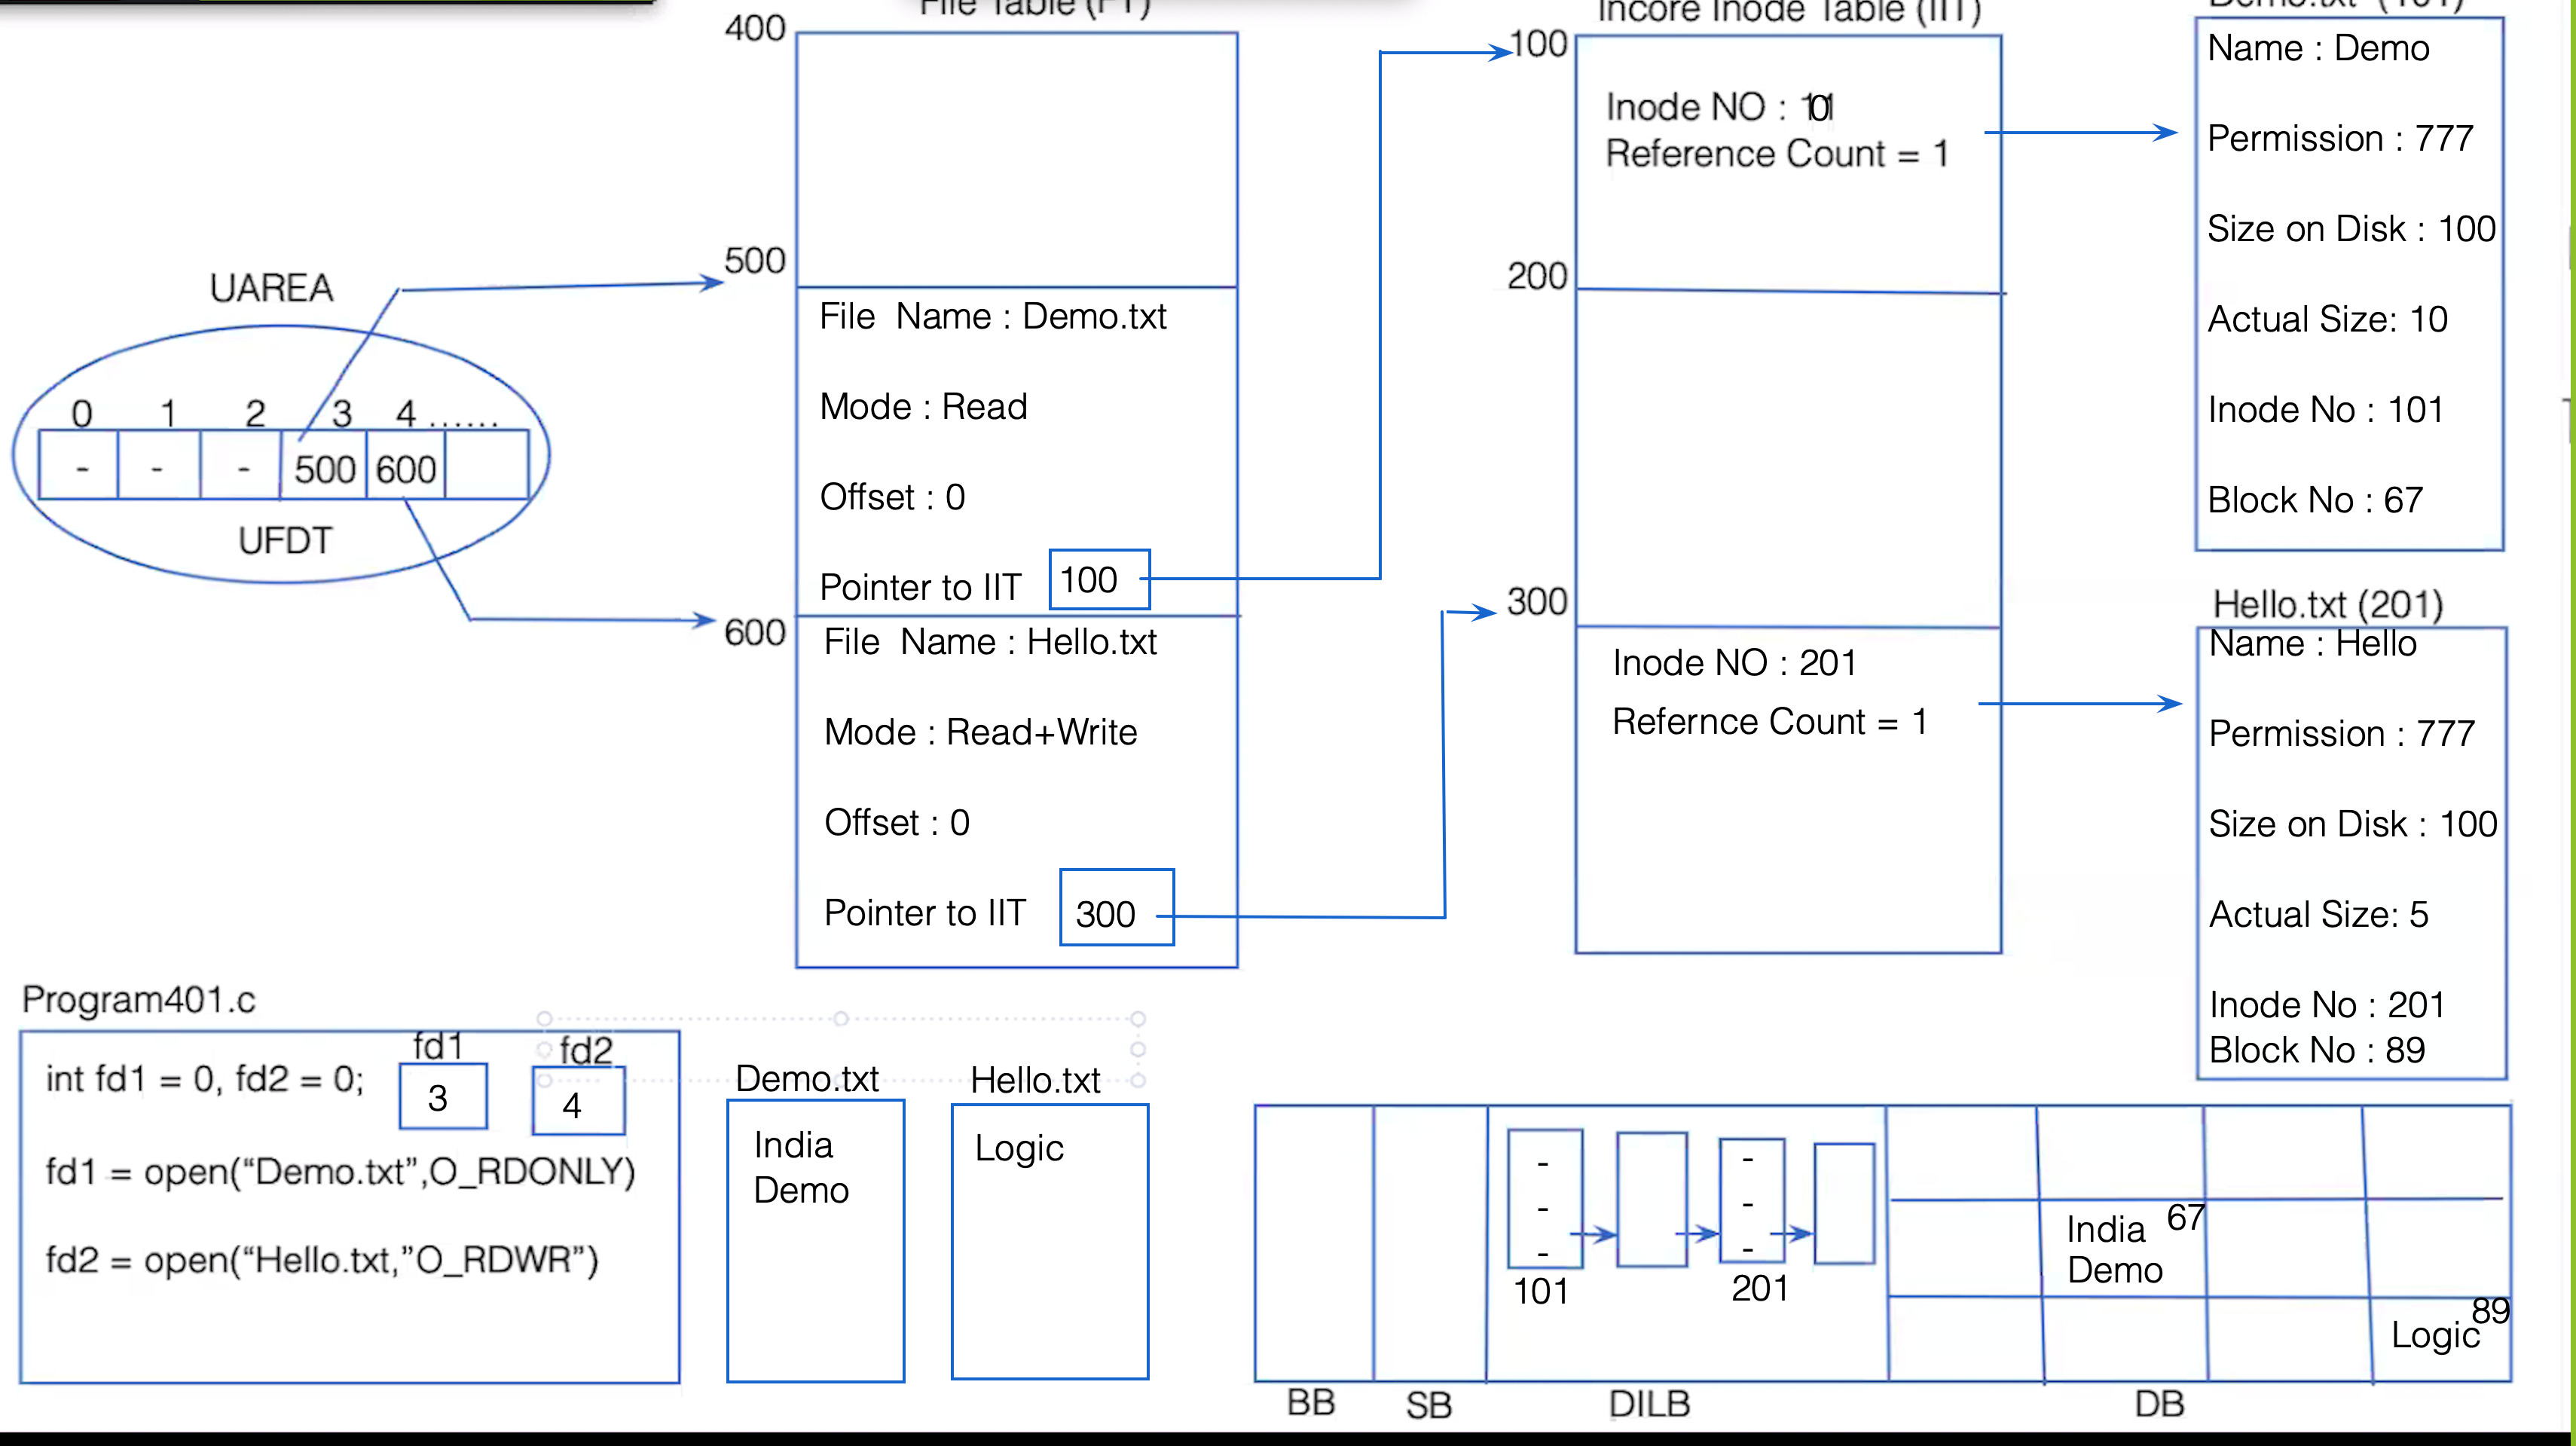 File Table (FT)
400
500
600
File  Name : Demo.txt
Mode : Read
Offset : 0
Pointer to IIT
100
File  Name : Hello.txt
Mode : Read+Write
Offset : 0
Pointer to IIT
300
UAREA
0 1 2 3 4 ......
- - - 500 600
UFDT
Incore Inode Table (IIT)
100
200
300
Inode NO : 101
Reference Count = 1
Inode NO : 201
Refernce Count = 1
Demo.txt (101)
Name : Demo
Permission : 777
Size on Disk : 100
Actual Size: 10
Inode No : 101
Block No : 67
Hello.txt (201)
Name : Hello
Permission : 777
Size on Disk : 100
Actual Size: 5
Inode No : 201
Block No : 89
Program401.c
fd1 fd2
int fd1 = 0, fd2 = 0;
3 4
fd1 = open(“Demo.txt”,O_RDONLY)
fd2 = open(“Hello.txt,”O_RDWR”)
Demo.txt
India
Demo
Hello.txt
Logic
-
-
-
101
-
-
-
201
India 67
Demo
89
Logic
BB SB DILB DB